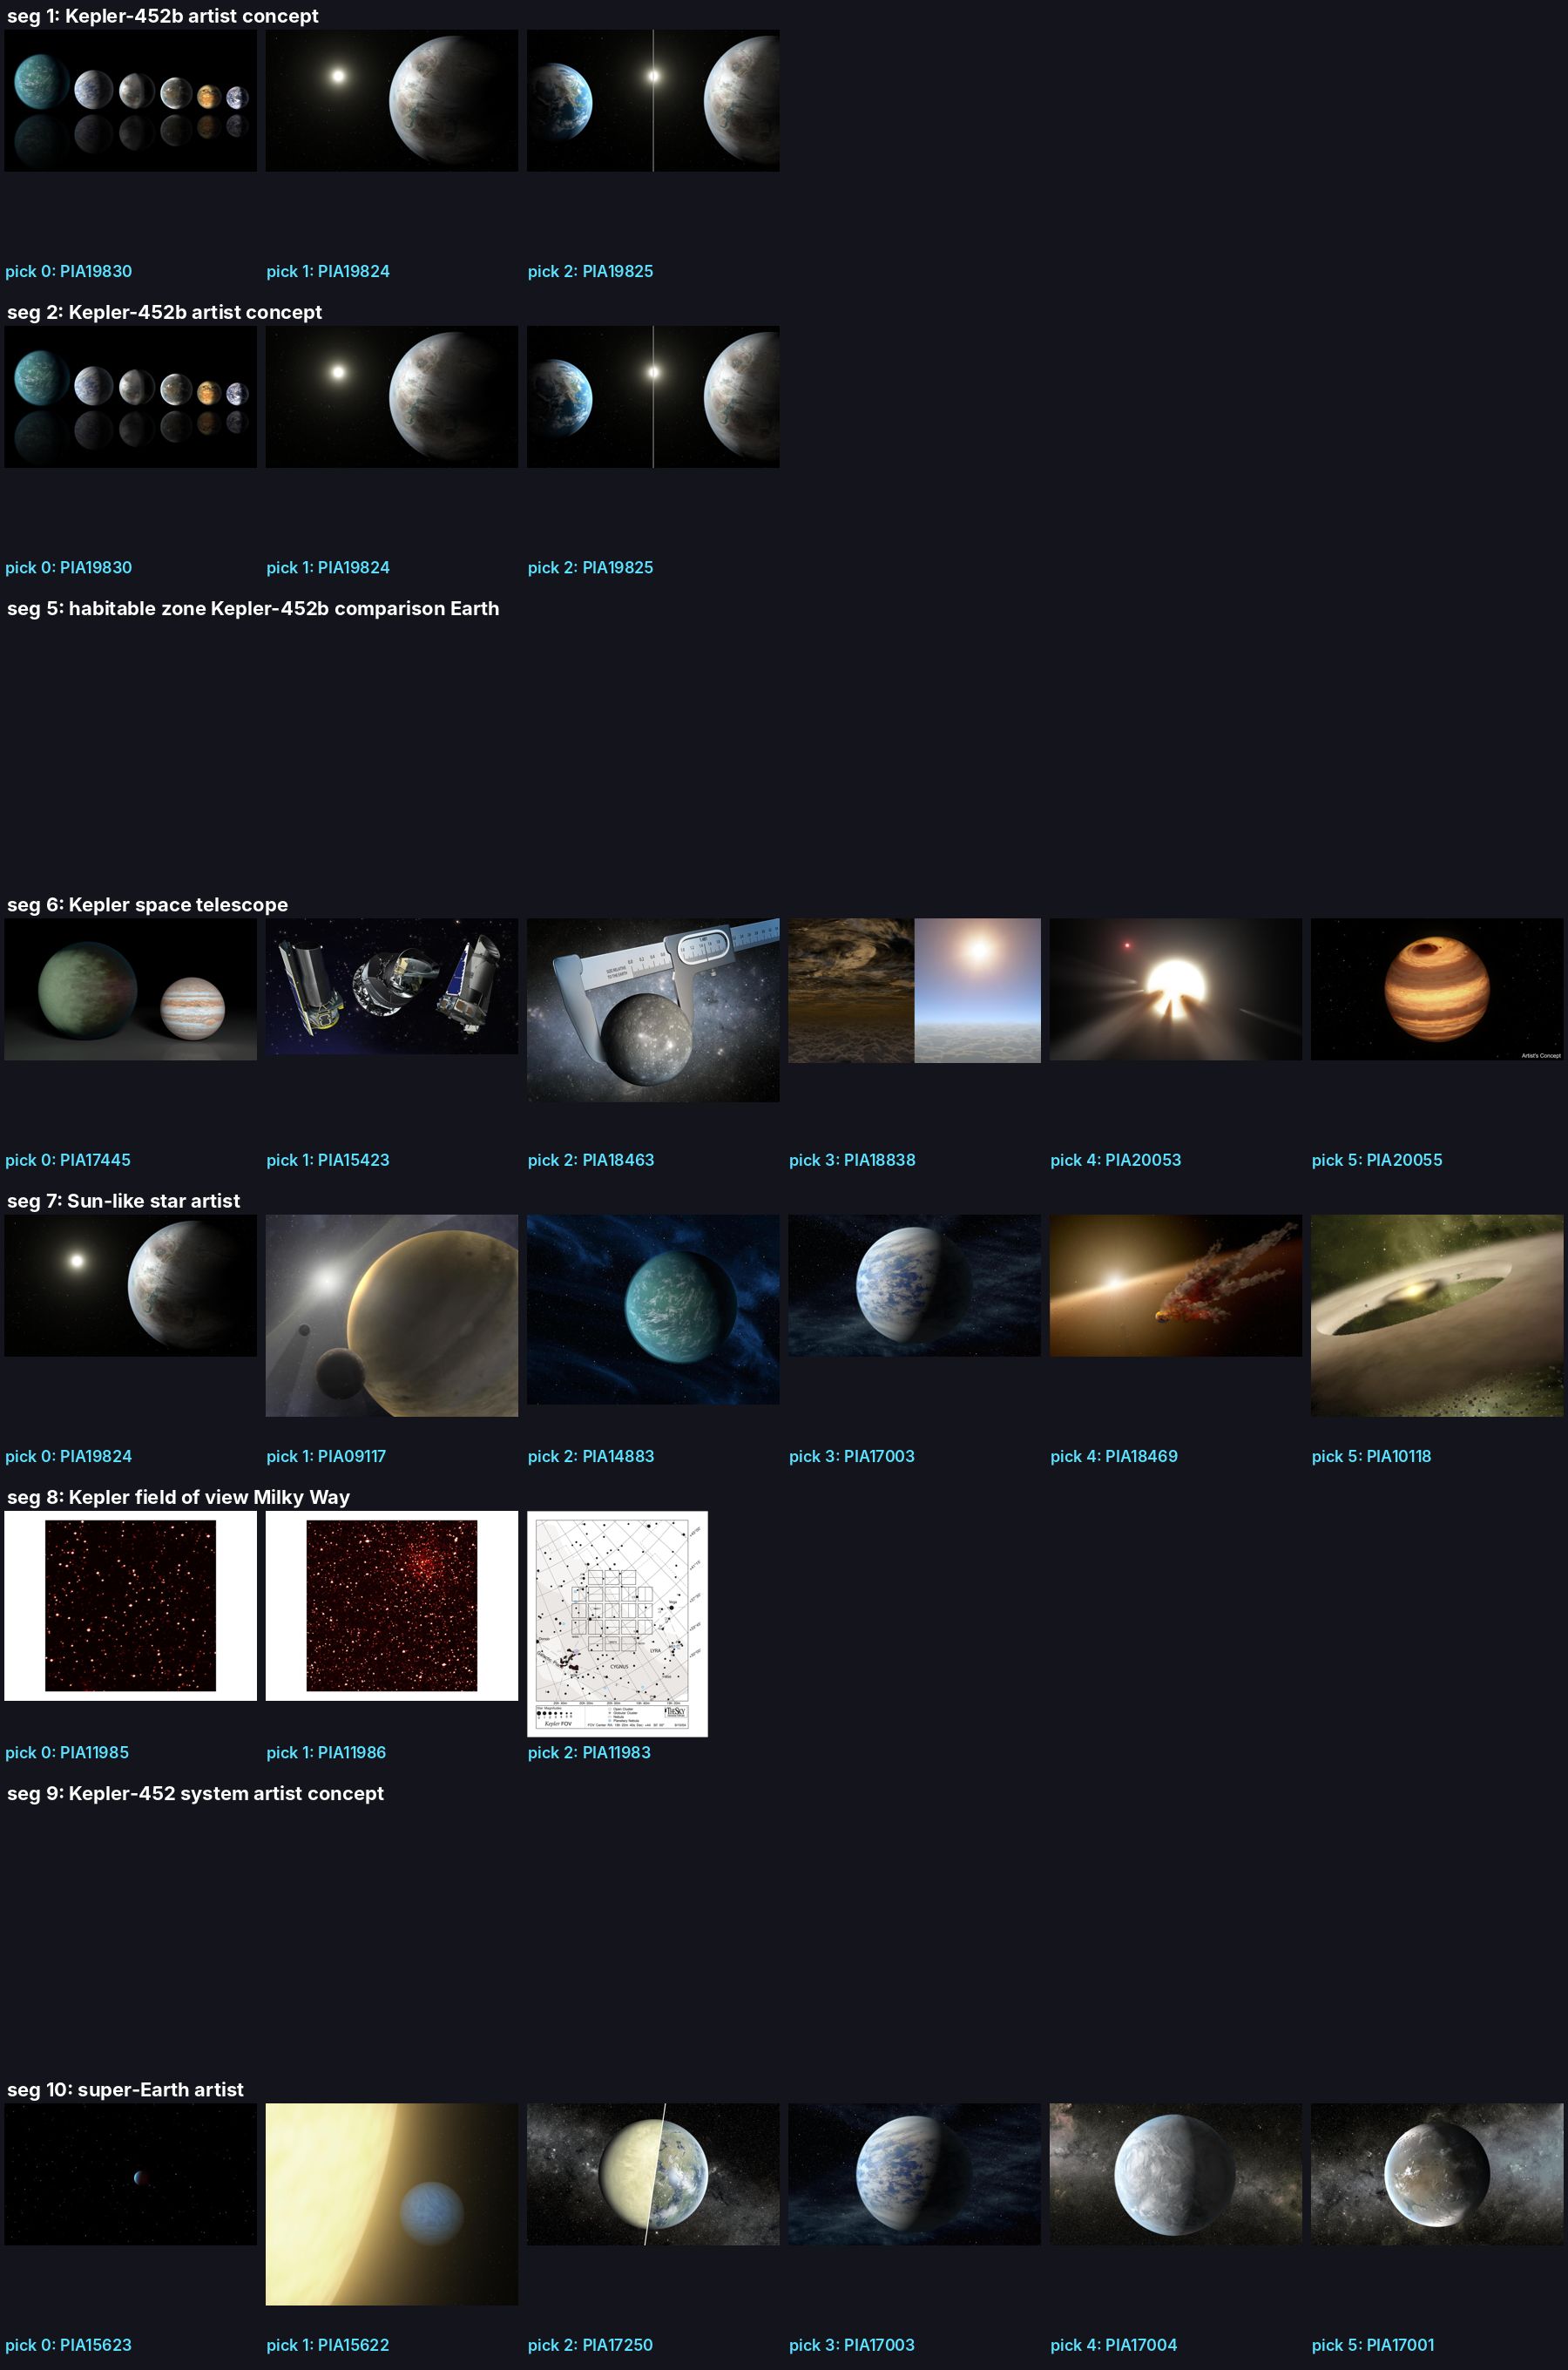 seg 1: Kepler-452b artist concept
pick 0: PIA19830
pick 1: PIA19824
pick 2: PIA19825
seg 2: Kepler-452b artist concept
pick 0: PIA19830
pick 1: PIA19824
pick 2: PIA19825
seg 5: habitable zone Kepler-452b comparison Earth
seg 6: Kepler space telescope
Artist's Concept
pick 0: PIA17445
pick 1: PIA15423
pick 2: PIA18463
pick 3: PIA18838
pick 4: PIA20053
pick 5: PIA20055
seg 7: Sun-like star artist
pick 0: PIA19824
pick 1: PIA09117
pick 2: PIA14883
pick 3: PIA17003
pick 4: PIA18469
pick 5: PIA10118
seg 8: Kepler field of view Milky Way
LYRA
CYGNUS
Kepler FOV
pick 0: PIA11985
pick 1: PIA11986
pick 2: PIA11983
seg 9: Kepler-452 system artist concept
seg 10: super-Earth artist
pick 0: PIA15623
pick 1: PIA15622
pick 2: PIA17250
pick 3: PIA17003
pick 4: PIA17004
pick 5: PIA17001